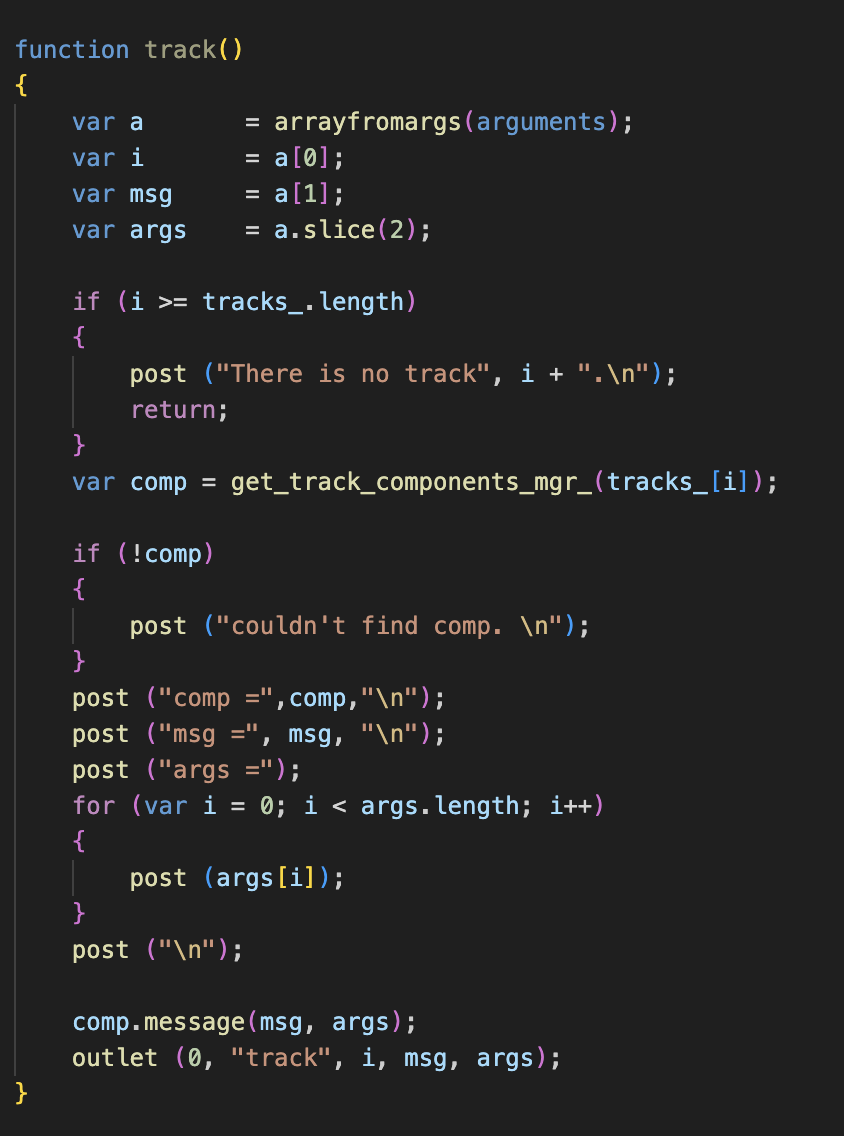 function track()
{
    var a       = arrayfromargs(arguments);
    var i       = a[0];
    var msg     = a[1];
    var args    = a.slice(2);

    if (i >= tracks_.length)
    {
        post ("There is no track", i + ".\n");
        return;
    }
    var comp = get_track_components_mgr_(tracks_[i]);

    if (!comp)
    {
        post ("couldn't find comp. \n");
    }
    post ("comp =",comp,"\n");
    post ("msg =", msg, "\n");
    post ("args =");
    for (var i = 0; i < args.length; i++)
    {
        post (args[i]);
    }
    post ("\n");

    comp.message(msg, args);
    outlet (0, "track", i, msg, args);
}